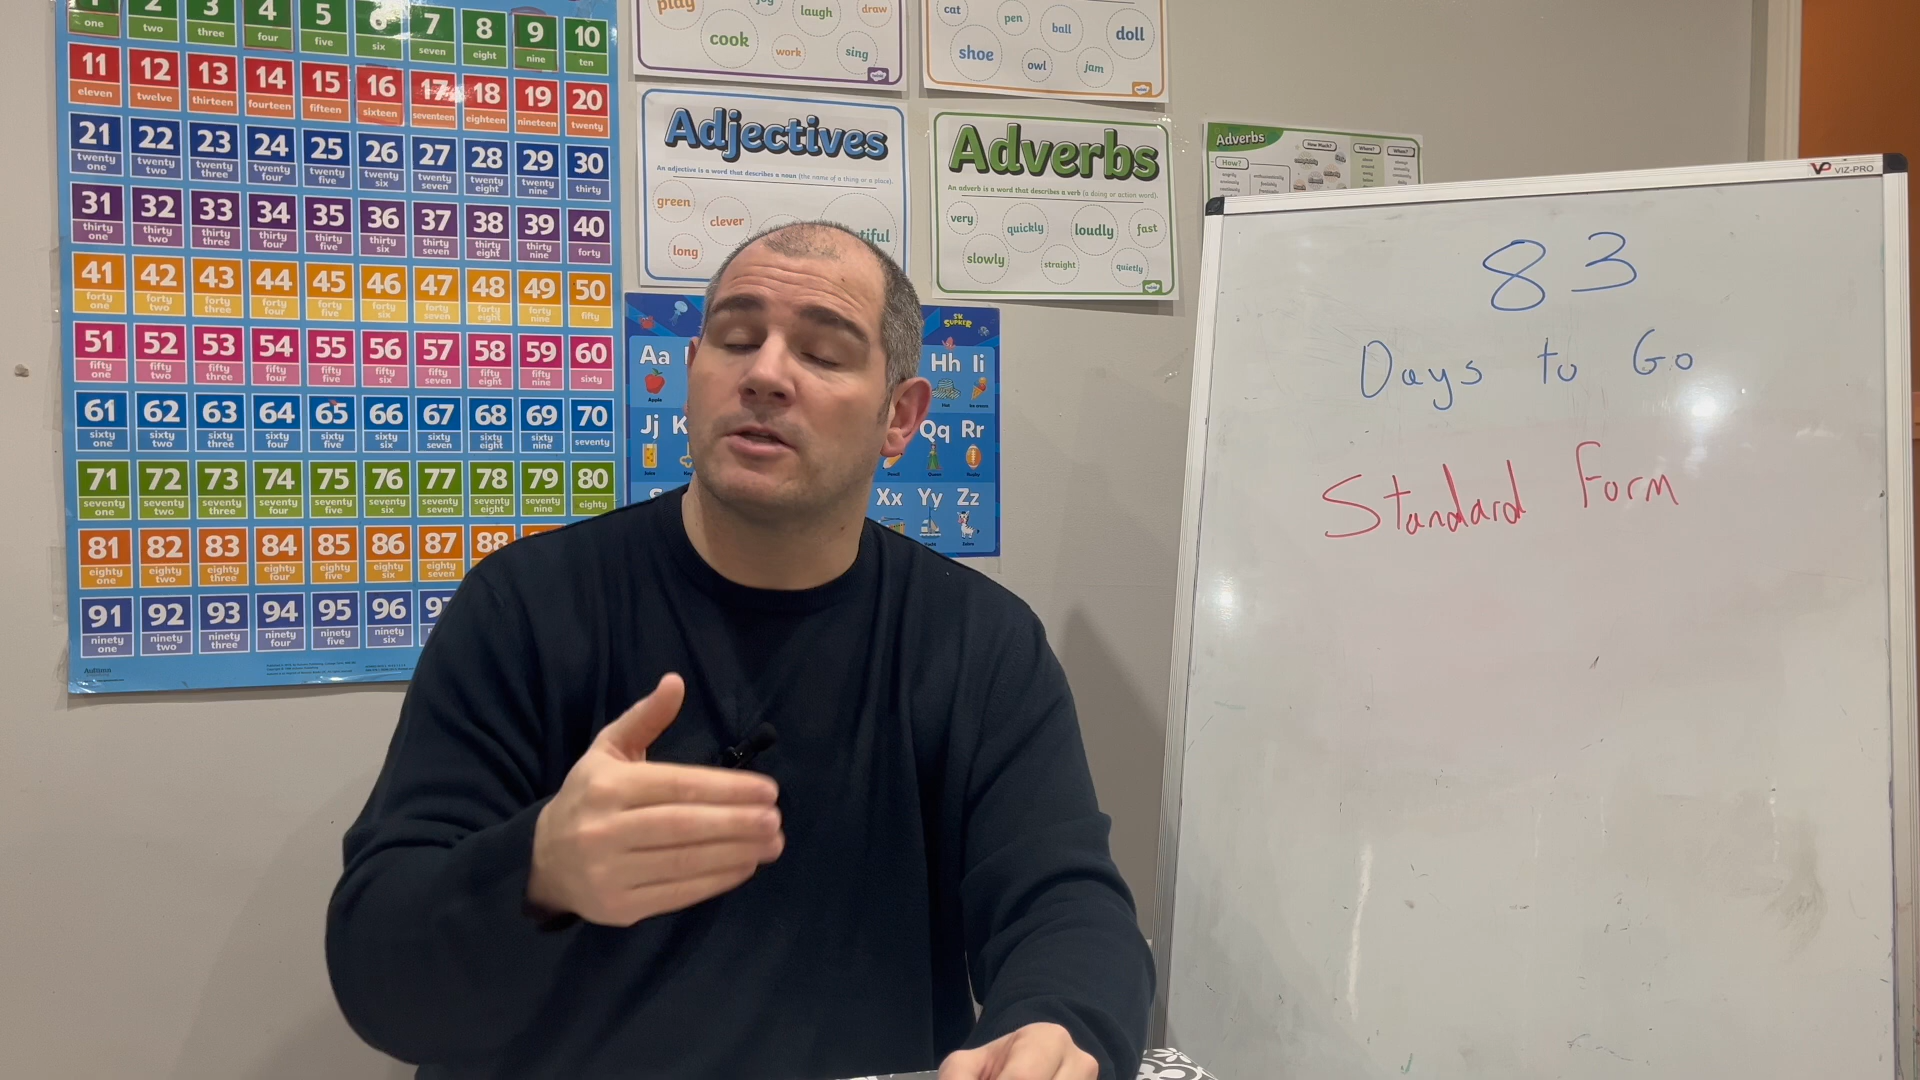 1 2 3 4 5 6 7 8 9 10
one two three four five six seven eight nine ten
11 12 13 14 15 16 17 18 19 20
eleven twelve thirteen fourteen fifteen sixteen seventeen eighteen nineteen twenty
21 22 23 24 25 26 27 28 29 30
twenty one twenty two twenty three twenty four twenty five twenty six twenty seven twenty eight twenty nine thirty
31 32 33 34 35 36 37 38 39 40
thirty one thirty two thirty three thirty four thirty five thirty six thirty seven thirty eight thirty nine forty
41 42 43 44 45 46 47 48 49 50
forty one forty two forty three forty four forty five forty six forty seven forty eight forty nine fifty
51 52 53 54 55 56 57 58 59 60
fifty one fifty two fifty three fifty four fifty five fifty six fifty seven fifty eight fifty nine sixty
61 62 63 64 65 66 67 68 69 70
sixty one sixty two sixty three sixty four sixty five sixty six sixty seven sixty eight sixty nine seventy
71 72 73 74 75 76 77 78 79 80
seventy one seventy two seventy three seventy four seventy five seventy six seventy seven seventy eight seventy nine eighty
81 82 83 84 85 86 87 88
eighty one eighty two eighty three eighty four eighty five eighty six eighty seven
91 92 93 94 95 96
ninety one ninety two ninety three ninety four ninety five ninety six
play laugh draw
cook work sing
cat pen ball doll
shoe owl jam
Adjectives
An adjective is a word that describes a noun (the name of a thing or a place).
green clever
long
Adverbs
An adverb is a word that describes a verb (a doing or action word).
very quickly loudly fast
slowly straight quietly
Adverbs
How? How Much? Where? When?
Aa Hh Ii
Apple
Jj K Qq Rr
Xx Yy Zz
VIZ-PRO
83
Days to Go
Standard Form